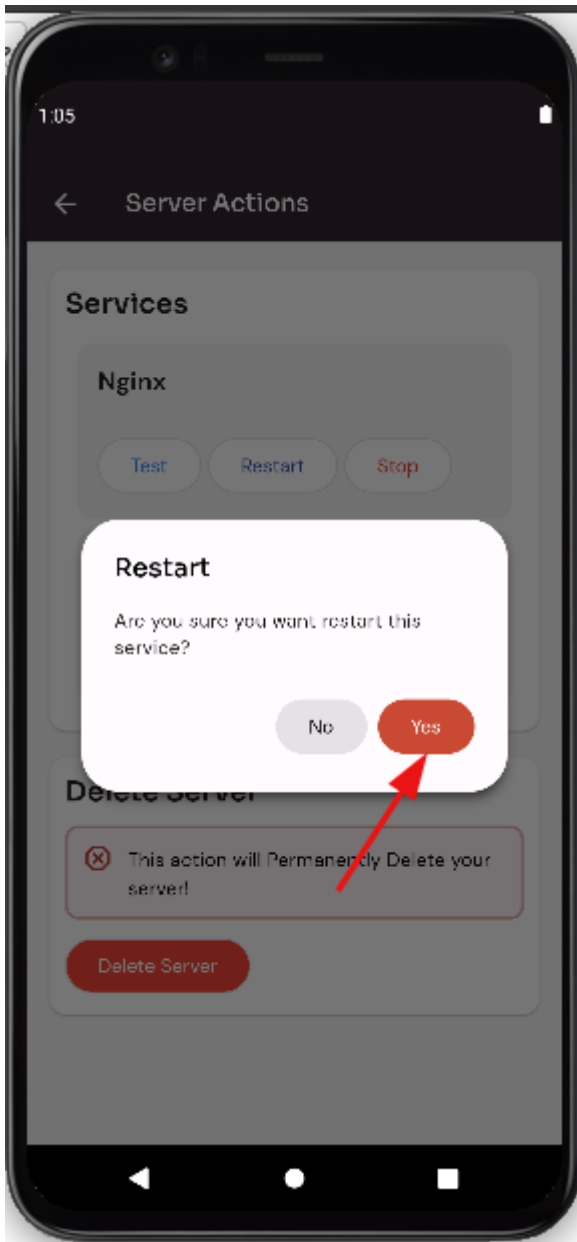 1:05
Server Actions
Services
Nginx
Test Restart Stop
Restart
Are you sure you want restart this
service?
No Yes
Delete Server
This action will Permanently Delete your
server!
Delete Server